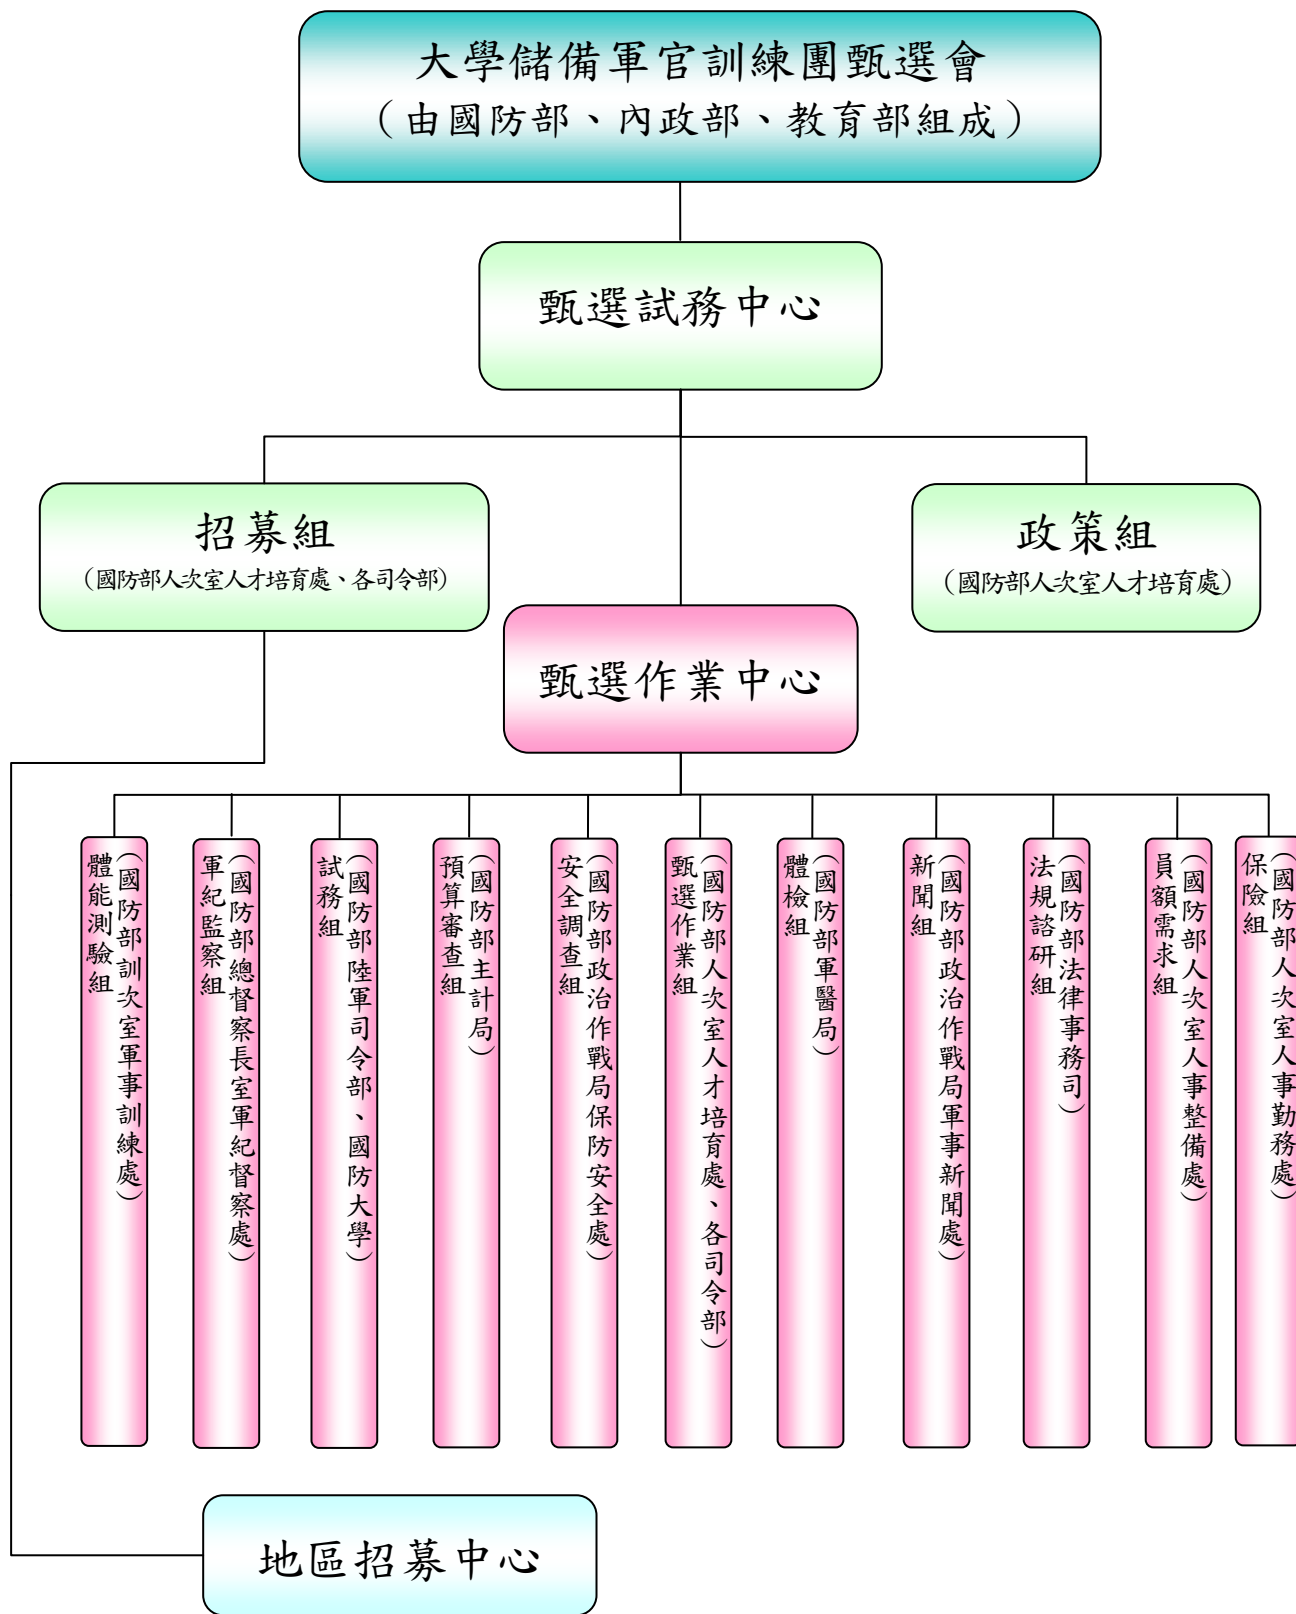 大學儲備軍官訓練團甄選會
（由國防部、內政部、教育部組成）
甄選試務中心
招募組
（國防部人次室人才培育處、各司令部）
政策組
（國防部人次室人才培育處）
甄選作業中心
體能測驗組
（國防部訓次室軍事訓練處）
軍紀監察組
（國防部總督察長室軍紀督察處）
試務組
（國防部陸軍司令部、國防大學）
預算審查組
（國防部主計局）
安全調查組
（國防部政治作戰局保防安全處）
甄選作業組
（國防部人次室人才培育處、各司令部）
體檢組
（國防部軍醫局）
新聞組
（國防部政治作戰局軍事新聞處）
法規諮研組
（國防部法律事務司）
員額需求組
（國防部人次室人事整備處）
保險組
（國防部人次室人事勤務處）
地區招募中心